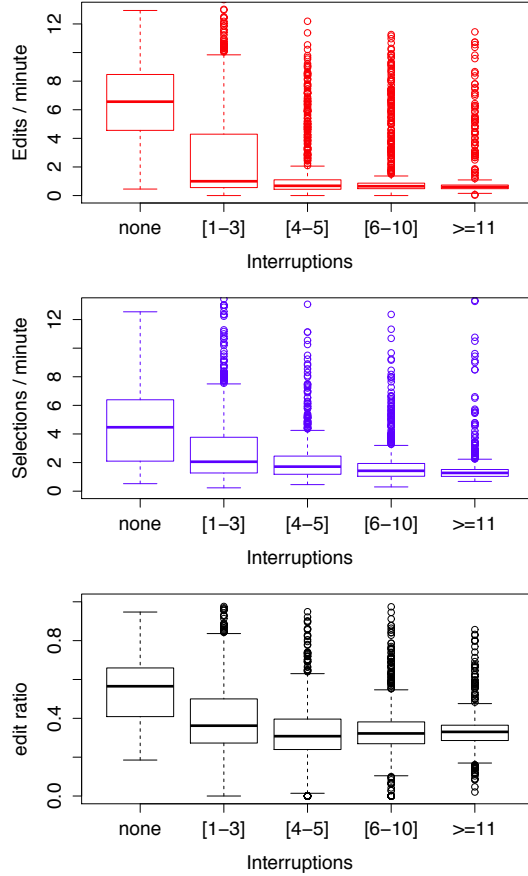 Edits / minute
12
8
6
4
2
0
none [1−3] [4−5] [6−10] >=11
Interruptions
Selections / minute
12
8
6
4
2
0
none [1−3] [4−5] [6−10] >=11
Interruptions
edit ratio
0.8
0.4
0.0
none [1−3] [4−5] [6−10] >=11
Interruptions